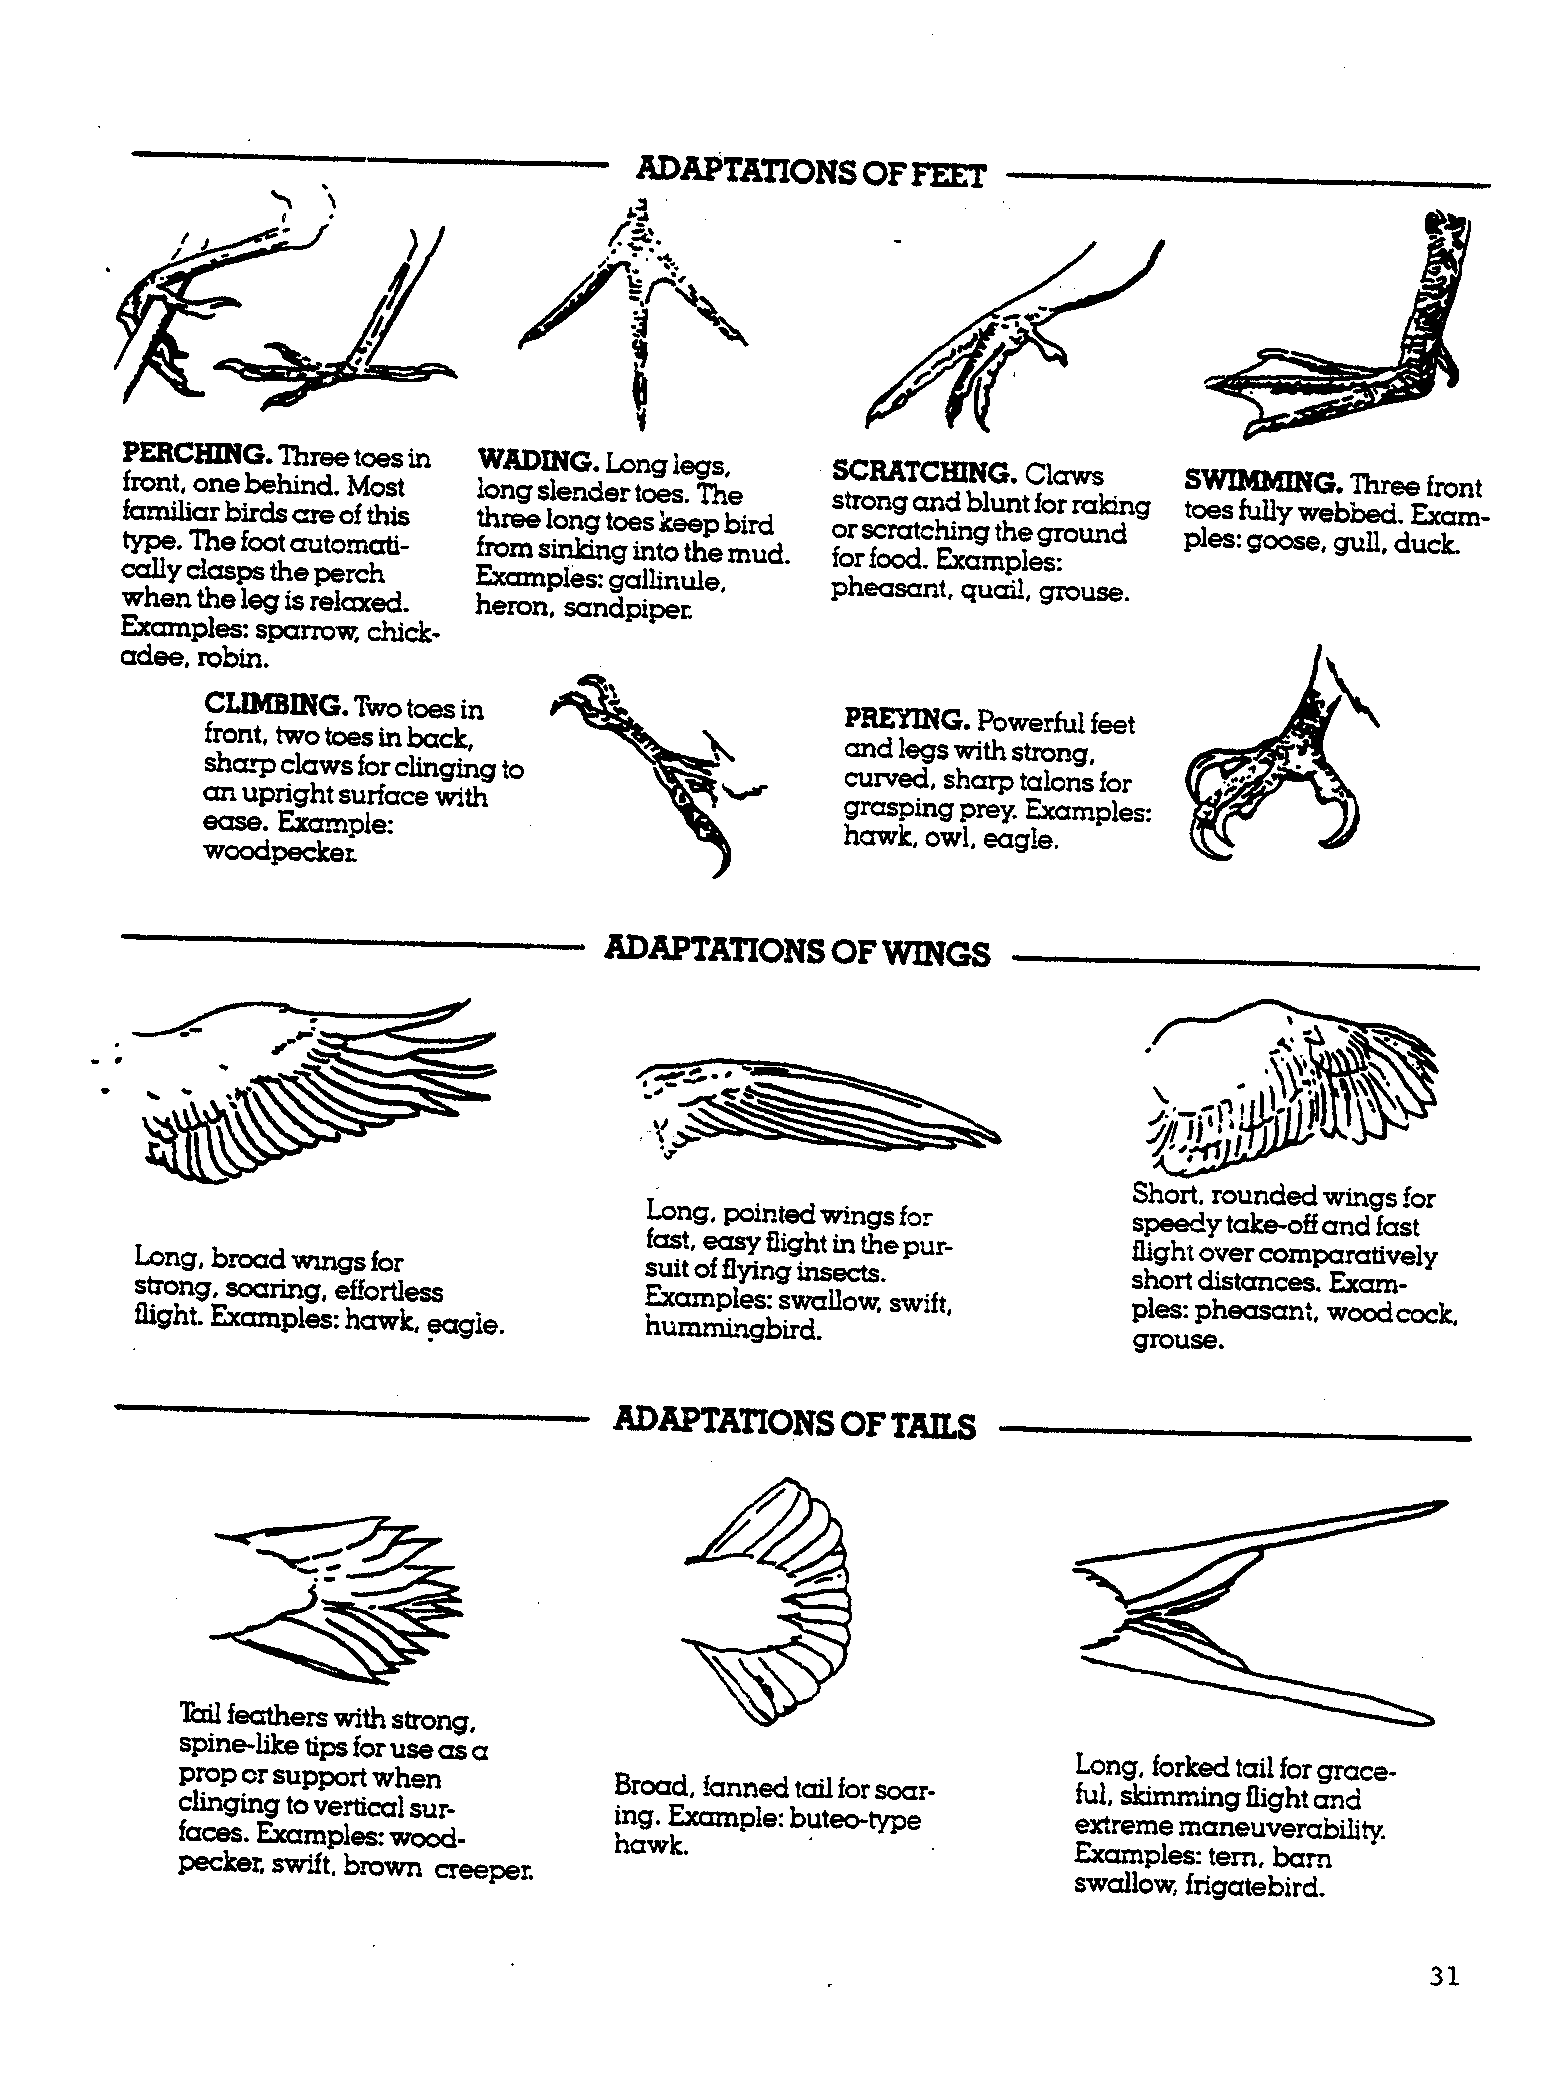 ADAPTATIONS OF FEET
PERCHING. Three toes in
front, one behind. Most
familiar birds are of this
type. The foot automati-
cally clasps the perch
when the leg is relaxed.
Examples: sparrow, chick-
adee, robin.
WADING. Long legs,
long slender toes. The
three long toes keep bird
from sinking into the mud.
Examples: gallinule,
heron, sandpiper.
SCRATCHING. Claws
strong and blunt for raking
or scratching the ground
for food. Examples:
pheasant, quail, grouse.
SWIMMING. Three front
toes fully webbed. Exam-
ples: goose, gull, duck.
CLIMBING. Two toes in
front, two toes in back,
sharp claws for clinging to
an upright surface with
ease. Example:
woodpecker.
PREYING. Powerful feet
and legs with strong,
curved, sharp talons for
grasping prey. Examples:
hawk, owl, eagle.
ADAPTATIONS OF WINGS
Long, broad wings for
strong, soaring, effortless
flight. Examples: hawk, eagle.
Long, pointed wings for
fast, easy flight in the pur-
suit of flying insects.
Examples: swallow, swift,
hummingbird.
Short, rounded wings for
speedy take-off and fast
flight over comparatively
short distances. Exam-
ples: pheasant, woodcock,
grouse.
ADAPTATIONS OF TAILS
Tail feathers with strong,
spine-like tips for use as a
prop or support when
clinging to vertical sur-
faces. Examples: wood-
pecker, swift, brown creeper.
Broad, fanned tail for soar-
ing. Example: buteo-type
hawk.
Long, forked tail for grace-
ful, skimming flight and
extreme maneuverability.
Examples: tern, barn
swallow, frigatebird.
31